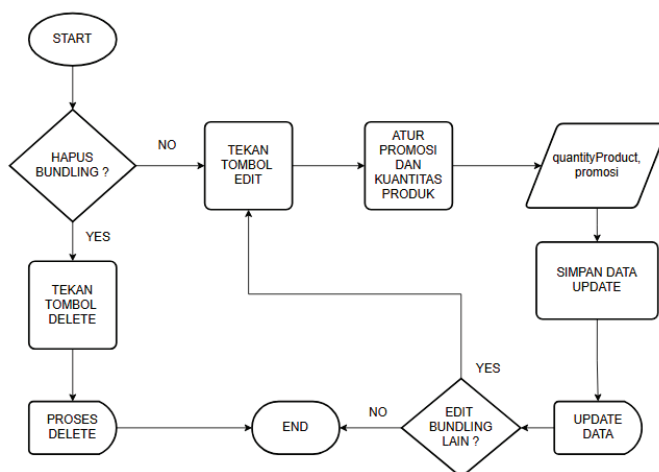 START
HAPUS
BUNDLING ?
NO
TEKAN
TOMBOL
EDIT
ATUR
PROMOSI
DAN
KUANTITAS
PRODUK
quantityProduct,
promosi
YES
TEKAN
TOMBOL
DELETE
SIMPAN DATA
UPDATE
YES
PROSES
DELETE
END
NO
EDIT
BUNDLING
LAIN ?
UPDATE
DATA